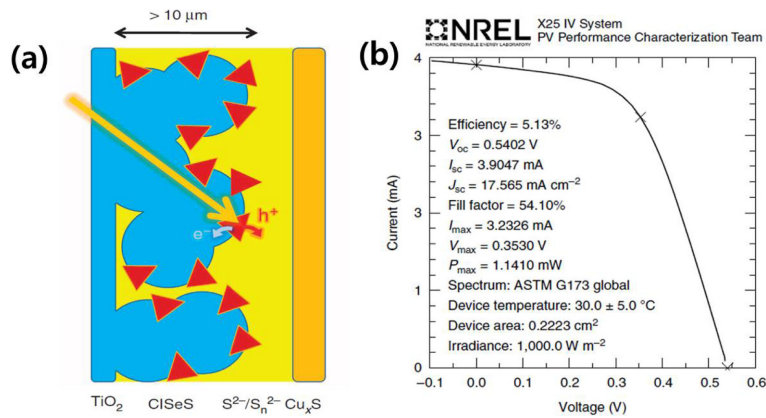 (a)
> 10 μm
h⁺
e⁻
TiO₂ CISeS S²⁻/Sₙ²⁻ CuₓS
(b)
NREL
NATIONAL RENEWABLE ENERGY LABORATORY
X25 IV System
PV Performance Characterization Team
Efficiency = 5.13%
Voc = 0.5402 V
Isc = 3.9047 mA
Jsc = 17.565 mA cm⁻²
Fill factor = 54.10%
Imax = 3.2326 mA
Vmax = 0.3530 V
Pmax = 1.1410 mW
Spectrum: ASTM G173 global
Device temperature: 30.0 ± 5.0 °C
Device area: 0.2223 cm²
Irradiance: 1,000.0 W m⁻²
Current (mA)
4
3
3
1
0
–0.1 0.0 0.1 0.2 0.3 0.4 0.5 0.6
Voltage (V)